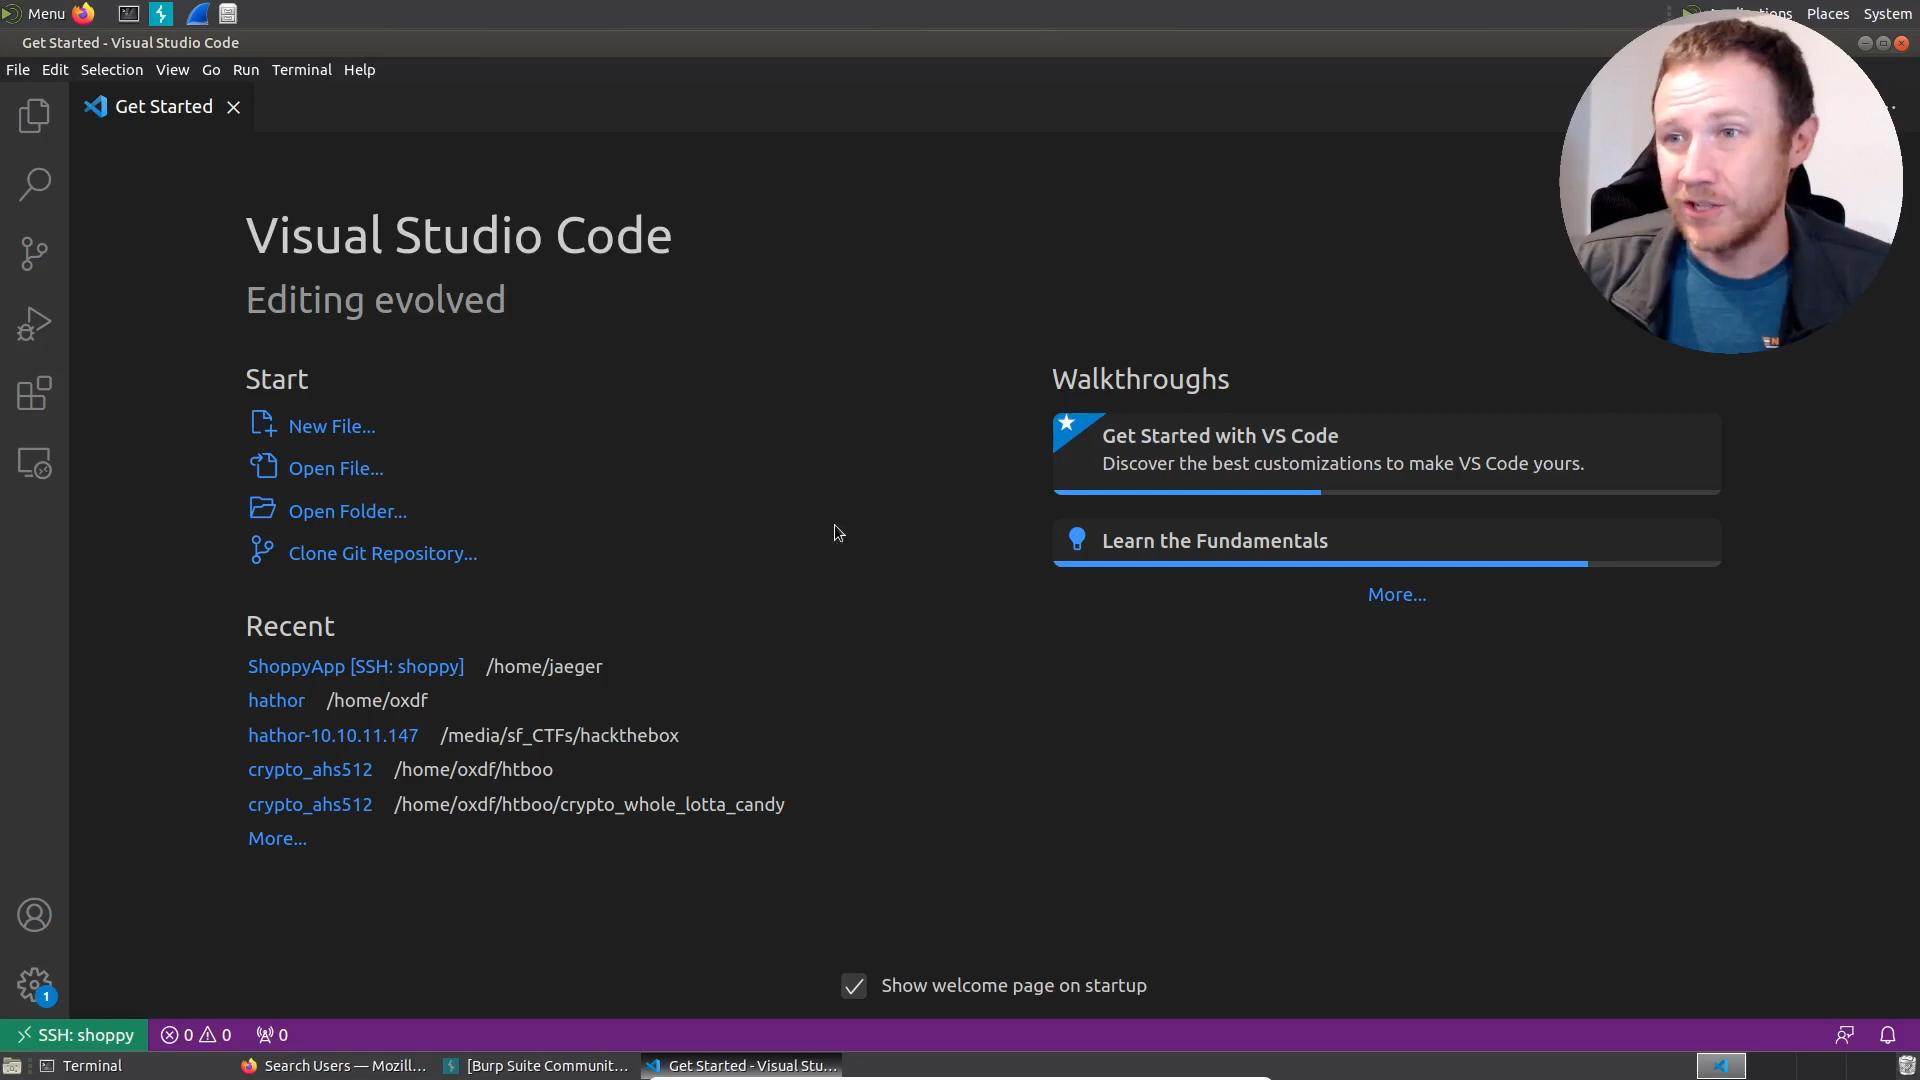 Menu
Applications Places System
Get Started - Visual Studio Code
File Edit Selection View Go Run Terminal Help
Get Started
Visual Studio Code
Editing evolved
Start
New File...
Open File...
Open Folder...
Clone Git Repository...
Recent
ShoppyApp [SSH: shoppy] /home/jaeger
hathor /home/oxdf
hathor-10.10.11.147 /media/sf_CTFs/hackthebox
crypto_ahs512 /home/oxdf/htboo
crypto_ahs512 /home/oxdf/htboo/crypto_whole_lotta_candy
More...
Walkthroughs
Get Started with VS Code
Discover the best customizations to make VS Code yours.
Learn the Fundamentals
More...
Show welcome page on startup
1
SSH: shoppy 0 0 0
Terminal Search Users — Mozill... [Burp Suite Communit... Get Started - Visual Stu...